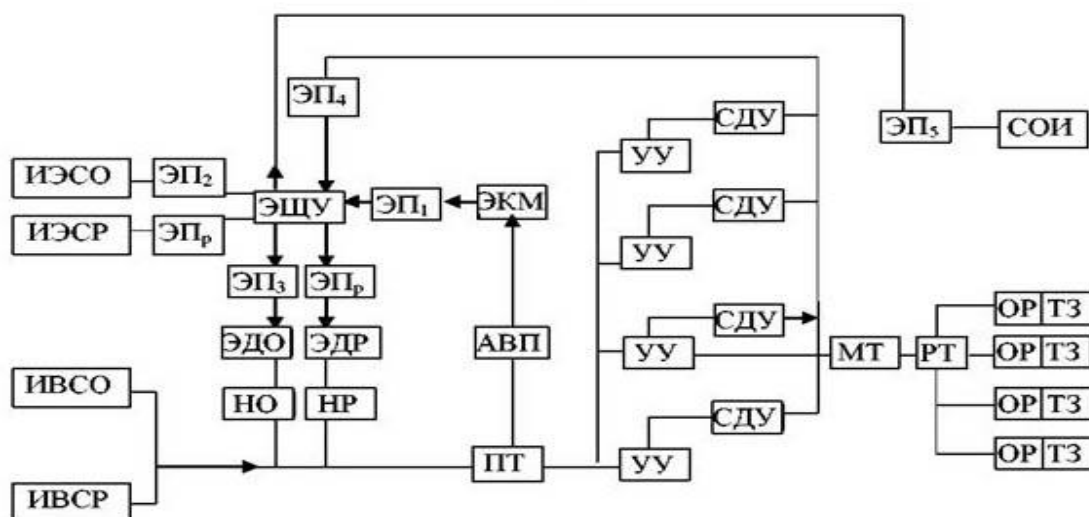 ЭП₄
СДУ
ЭП₅ СОИ
УУ
ИЭСО ЭП₂
ЭЩУ ЭП₁ ЭКМ СДУ
ИЭСР ЭПр
УУ
ЭП₃ ЭПр
СДУ ОР ТЗ
ЭДО ЭДР АВП УУ МТ РТ ОР ТЗ
ИВСО
НО НР СДУ ОР ТЗ
ПТ УУ ОР ТЗ
ИВСР